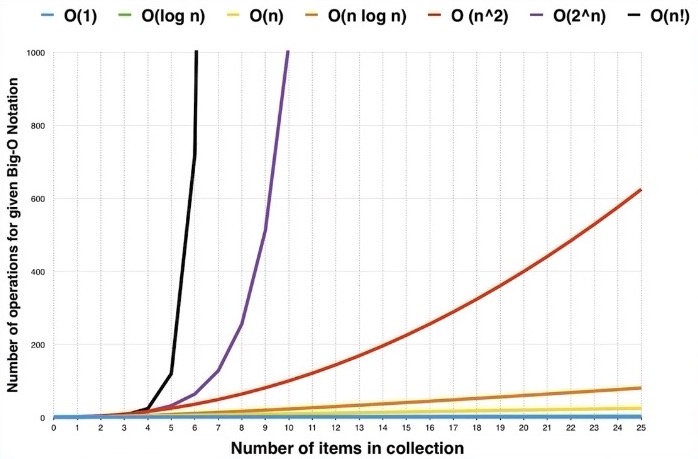 O(1) O(log n) O(n) O(n log n) O (n^2) O(2^n) O(n!)
Number of operations for given Big-O Notation
1000
800
600
400
200
0
0 1 2 3 4 5 6 7 8 9 10 11 12 13 14 15 16 17 18 19 20 21 22 23 24 25
Number of items in collection